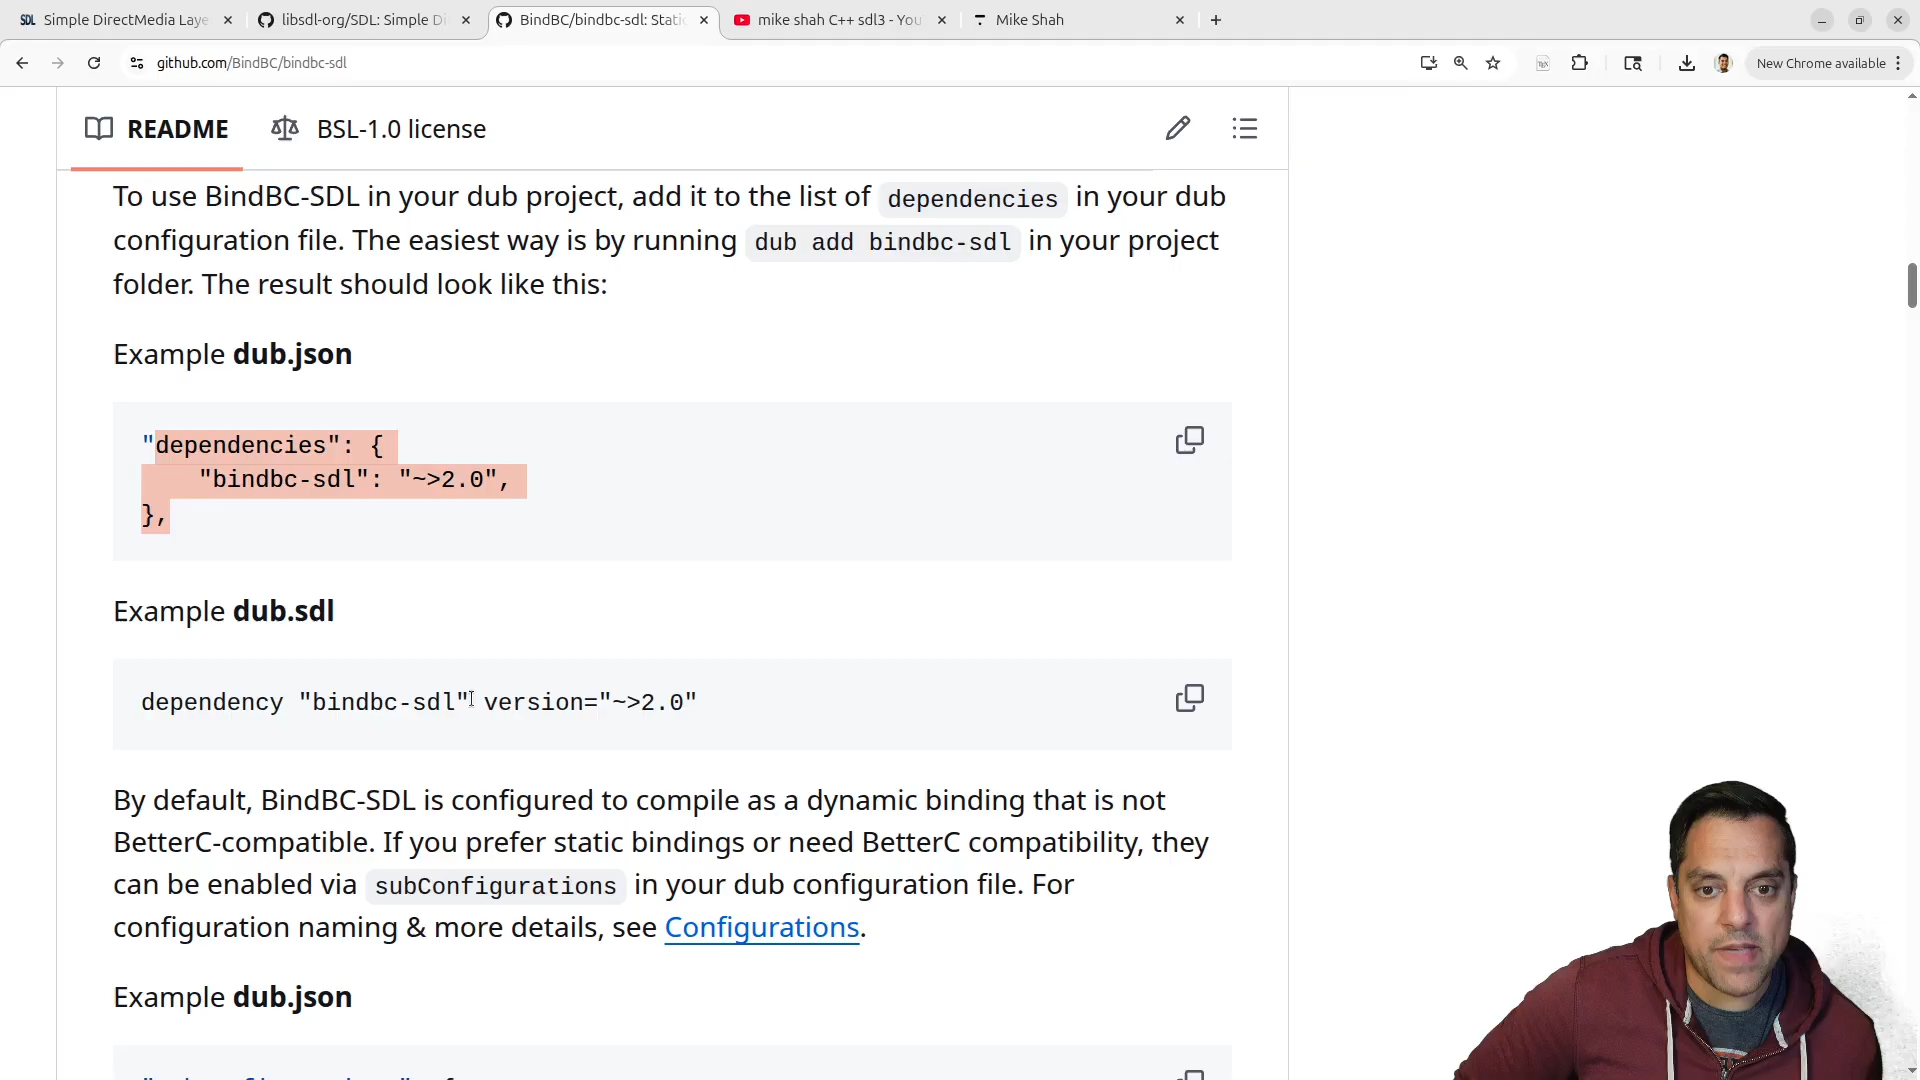 Simple DirectMedia Laye
libsdl-org/SDL: Simple Di
BindBC/bindbc-sdl: Static
mike shah C++ sdl3 - You
Mike Shah
github.com/BindBC/bindbc-sdl
New Chrome available
README
BSL-1.0 license
To use BindBC-SDL in your dub project, add it to the list of dependencies in your dub
configuration file. The easiest way is by running dub add bindbc-sdl in your project
folder. The result should look like this:
Example dub.json
"dependencies": {
"bindbc-sdl": "~>2.0",
},
Example dub.sdl
dependency "bindbc-sdl" version="~>2.0"
By default, BindBC-SDL is configured to compile as a dynamic binding that is not
BetterC-compatible. If you prefer static bindings or need BetterC compatibility, they
can be enabled via subConfigurations in your dub configuration file. For
configuration naming & more details, see Configurations.
Example dub.json